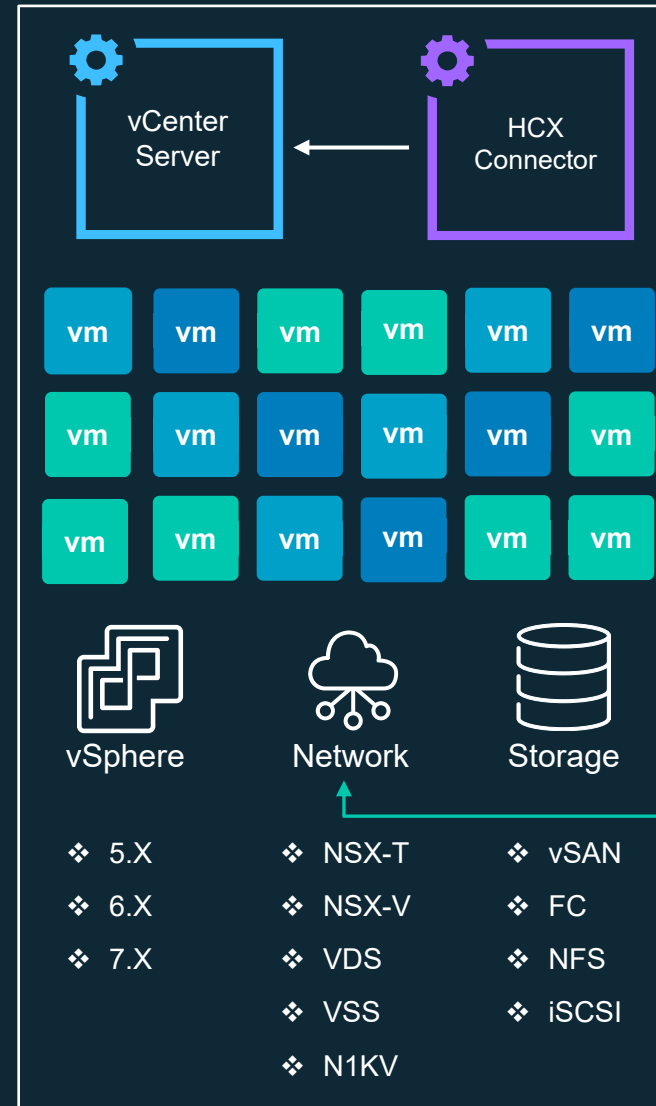 vCenter
Server
HCX
Connector
vm vm vm vm vm vm
vm vm vm vm vm vm
vm vm vm vm vm vm
vSphere
Network
Storage
❖ 5.X
❖ 6.X
❖ 7.X
❖ NSX-T
❖ NSX-V
❖ VDS
❖ VSS
❖ N1KV
❖ vSAN
❖ FC
❖ NFS
❖ iSCSI